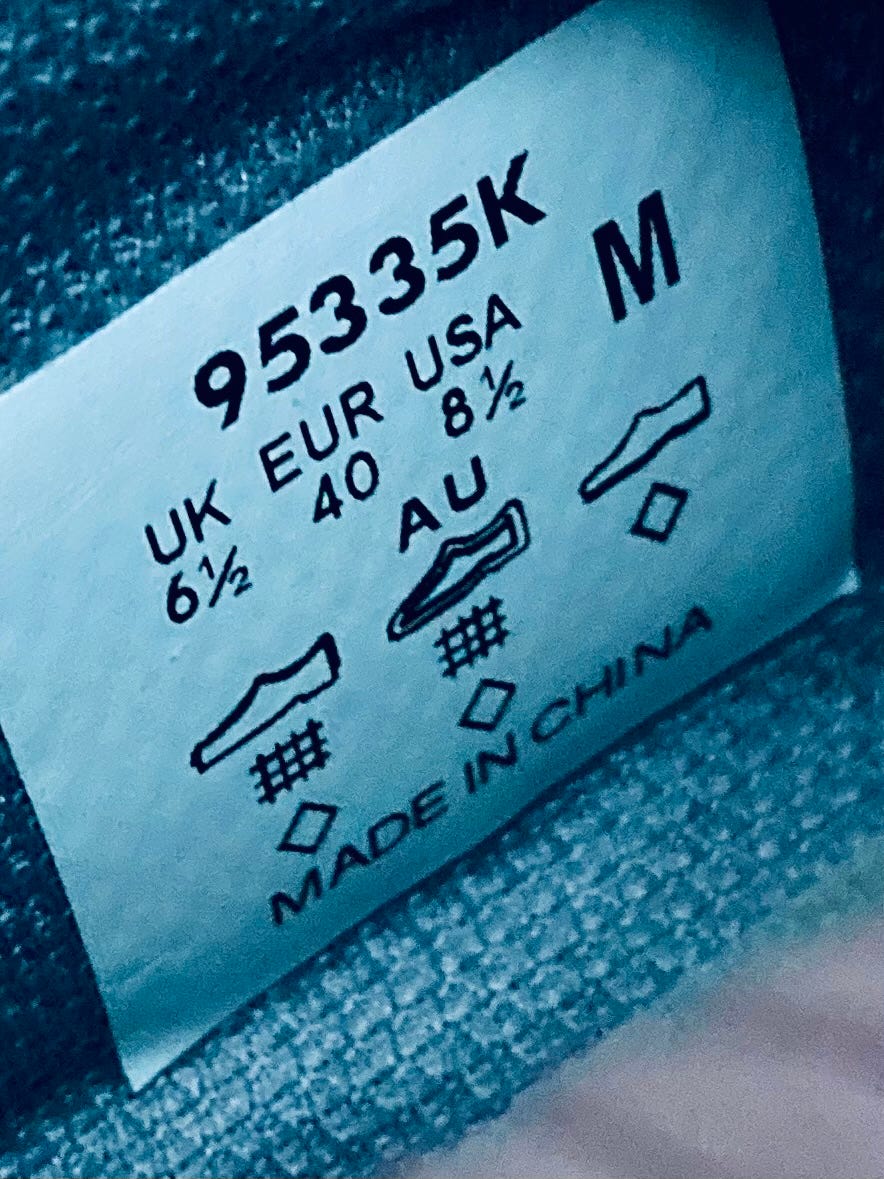 95335K M
UK EUR USA
6½ 40 8½
AU
MADE IN CHINA